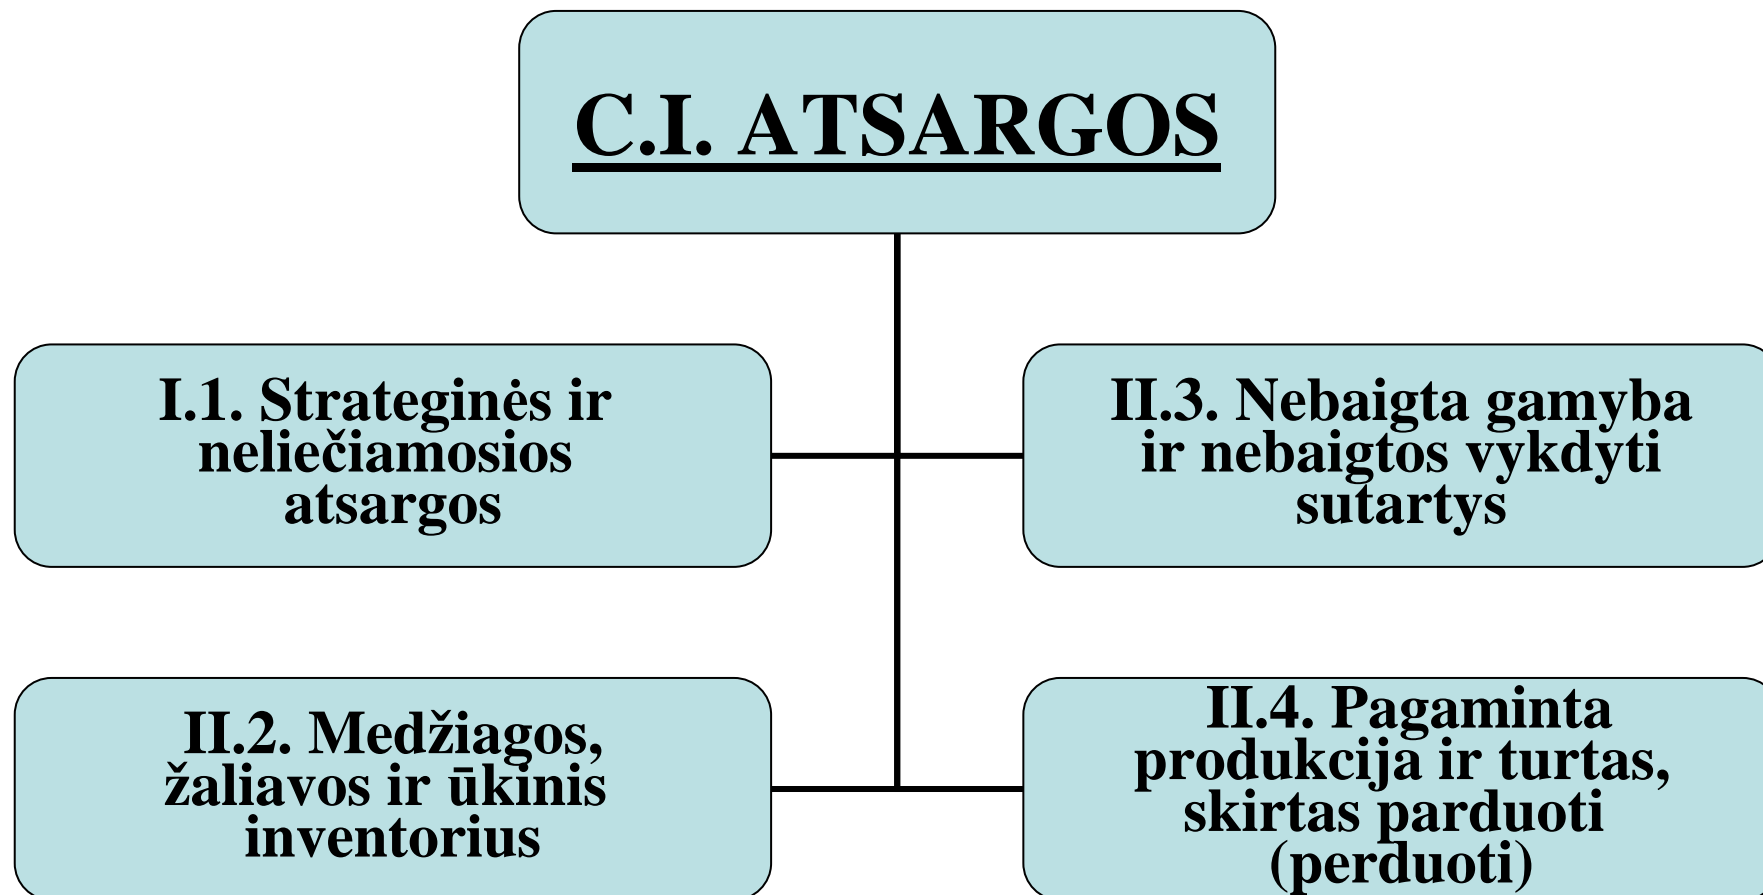 C.I. ATSARGOS
I.1. Strateginės ir
neliečiamosios
atsargos
II.3. Nebaigta gamyba
ir nebaigtos vykdyti
sutartys
II.2. Medžiagos,
žaliavos ir ūkinis
inventorius
II.4. Pagaminta
produkcija ir turtas,
skirtas parduoti
(perduoti)